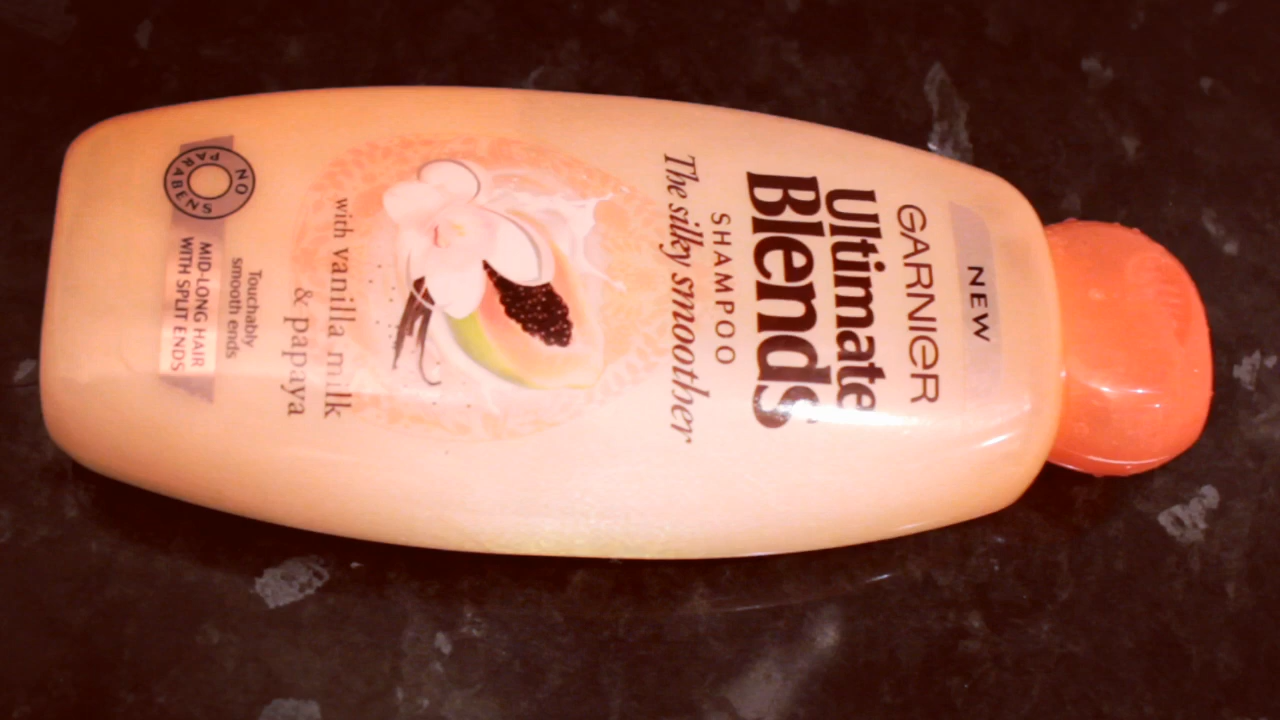 NEW
GARNIER
Ultimate
Blends
SHAMPOO
The silky smoother
with vanilla milk
& papaya
Touchably
smooth ends
MID-LONG HAIR
WITH SPLIT ENDS
NO
PARABENS